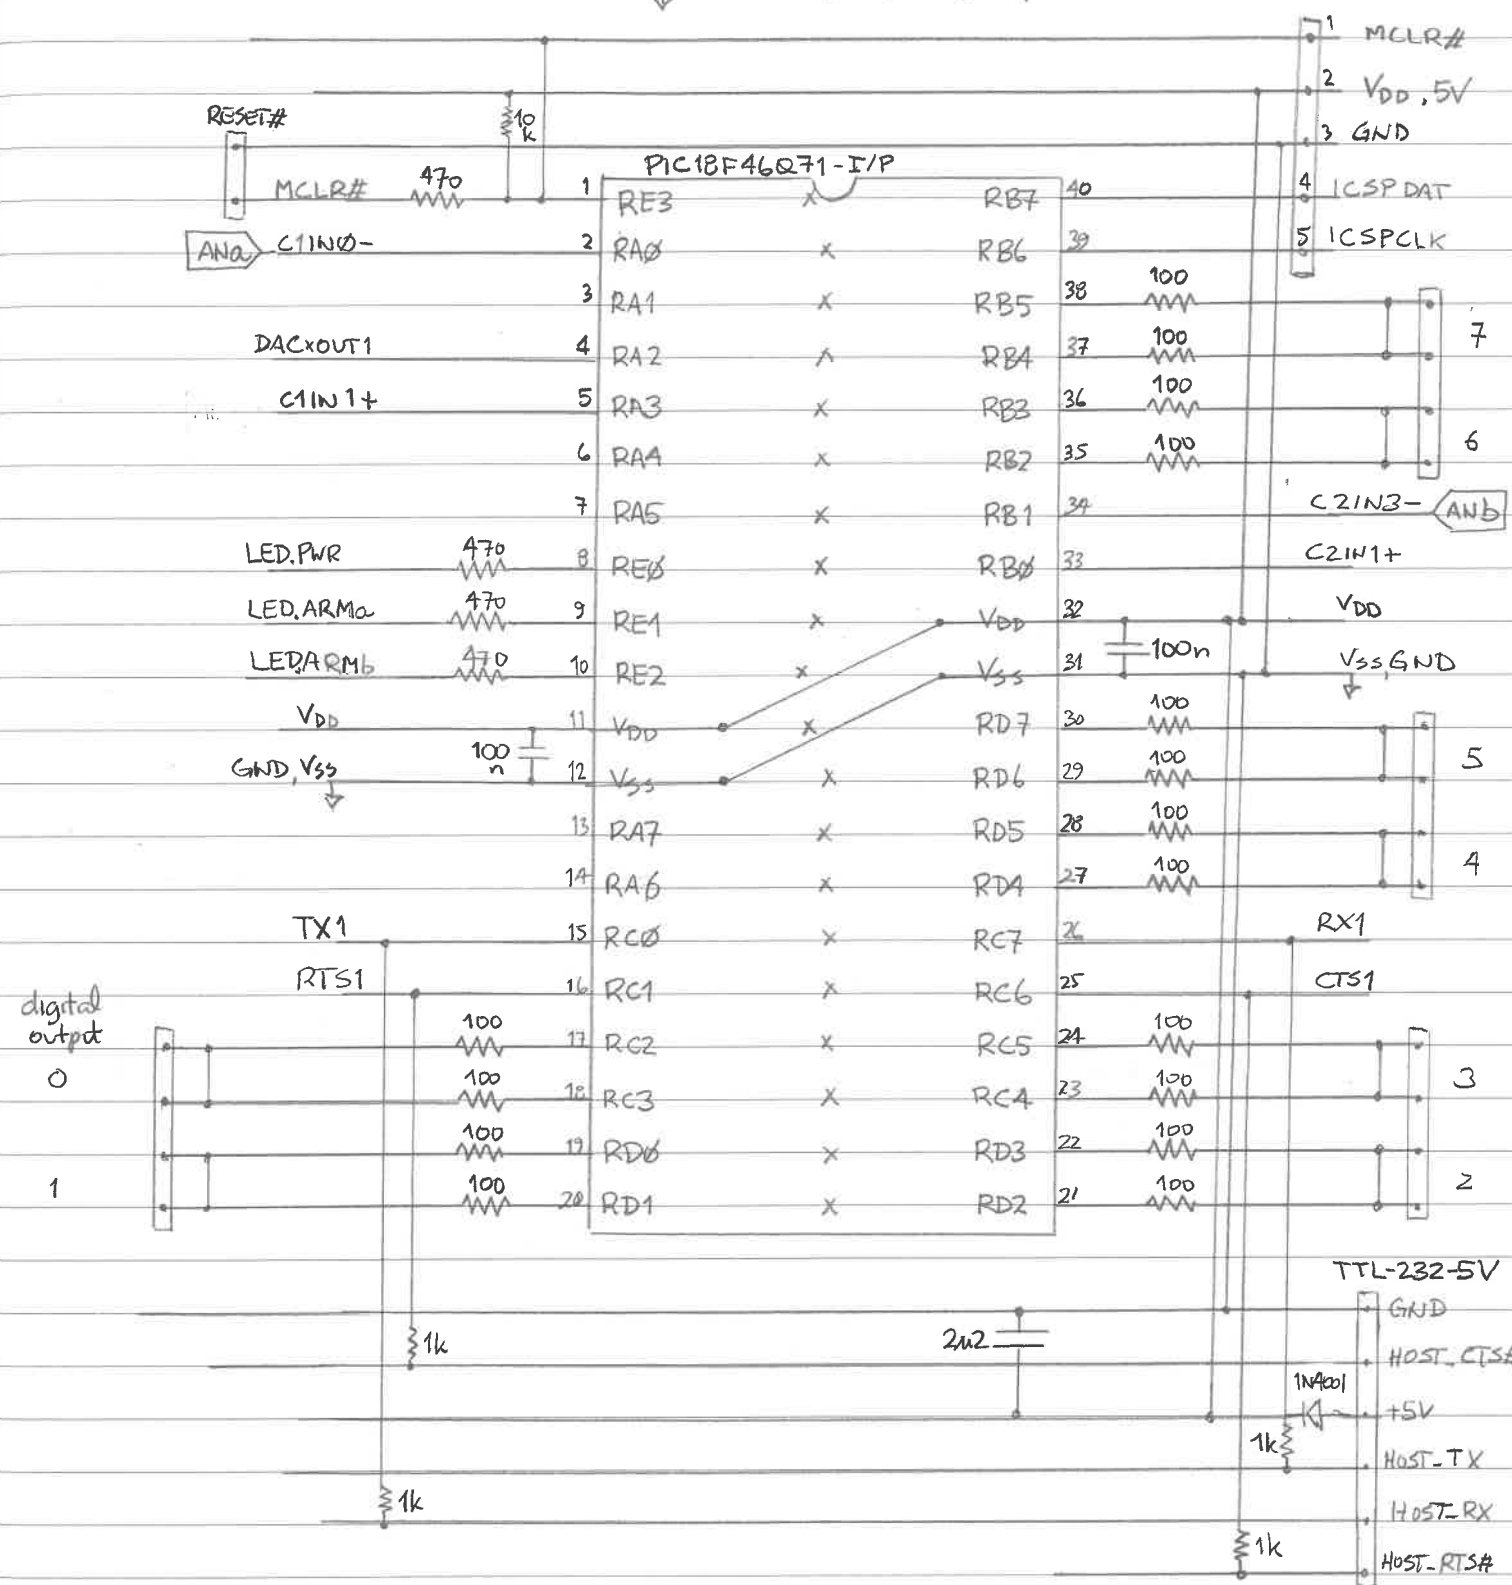 1 MCLR#
2 VDD, 5V
RESET# 10k 3 GND
PIC18F46Q71-I/P
MCLR# 470 1 RE3 x RB7 40 4 ICSPDAT
ANa C1IN0- 2 RA0 x RB6 39 5 ICSPCLK
3 RA1 x RB5 38 100
7
DACxOUT1 4 RA2 x RB4 37 100
C1IN1+ 5 RA3 x RB3 36 100
6
6 RA4 x RB2 35 100
7 RA5 x RB1 34 C2IN3- ANb
LED.PWR 470 8 RE0 x RB0 33 C2IN1+
LED.ARMa 470 9 RE1 x VDD 32 VDD
100n
LED.ARMb 470 10 RE2 x VSS 31 VSS,GND
VDD 11 VDD x RD7 30 100
100n 5
GND,VSS 12 VSS x RD6 29 100
13 RA7 x RD5 28 100
4
14 RA6 x RD4 27 100
TX1 15 RC0 x RC7 26 RX1
RTS1 16 RC1 x RC6 25 CTS1
digital
output
100 17 RC2 x RC5 24 100
0 3
100 18 RC3 x RC4 23 100
100 19 RD0 x RD3 22 100
1 2
100 20 RD1 x RD2 21 100
TTL-232-5V
GND
1k 2u2
HOST_CTS#
1N4001
+5V
1k
HOST_TX
1k
HOST_RX
1k
HOST_RTS#